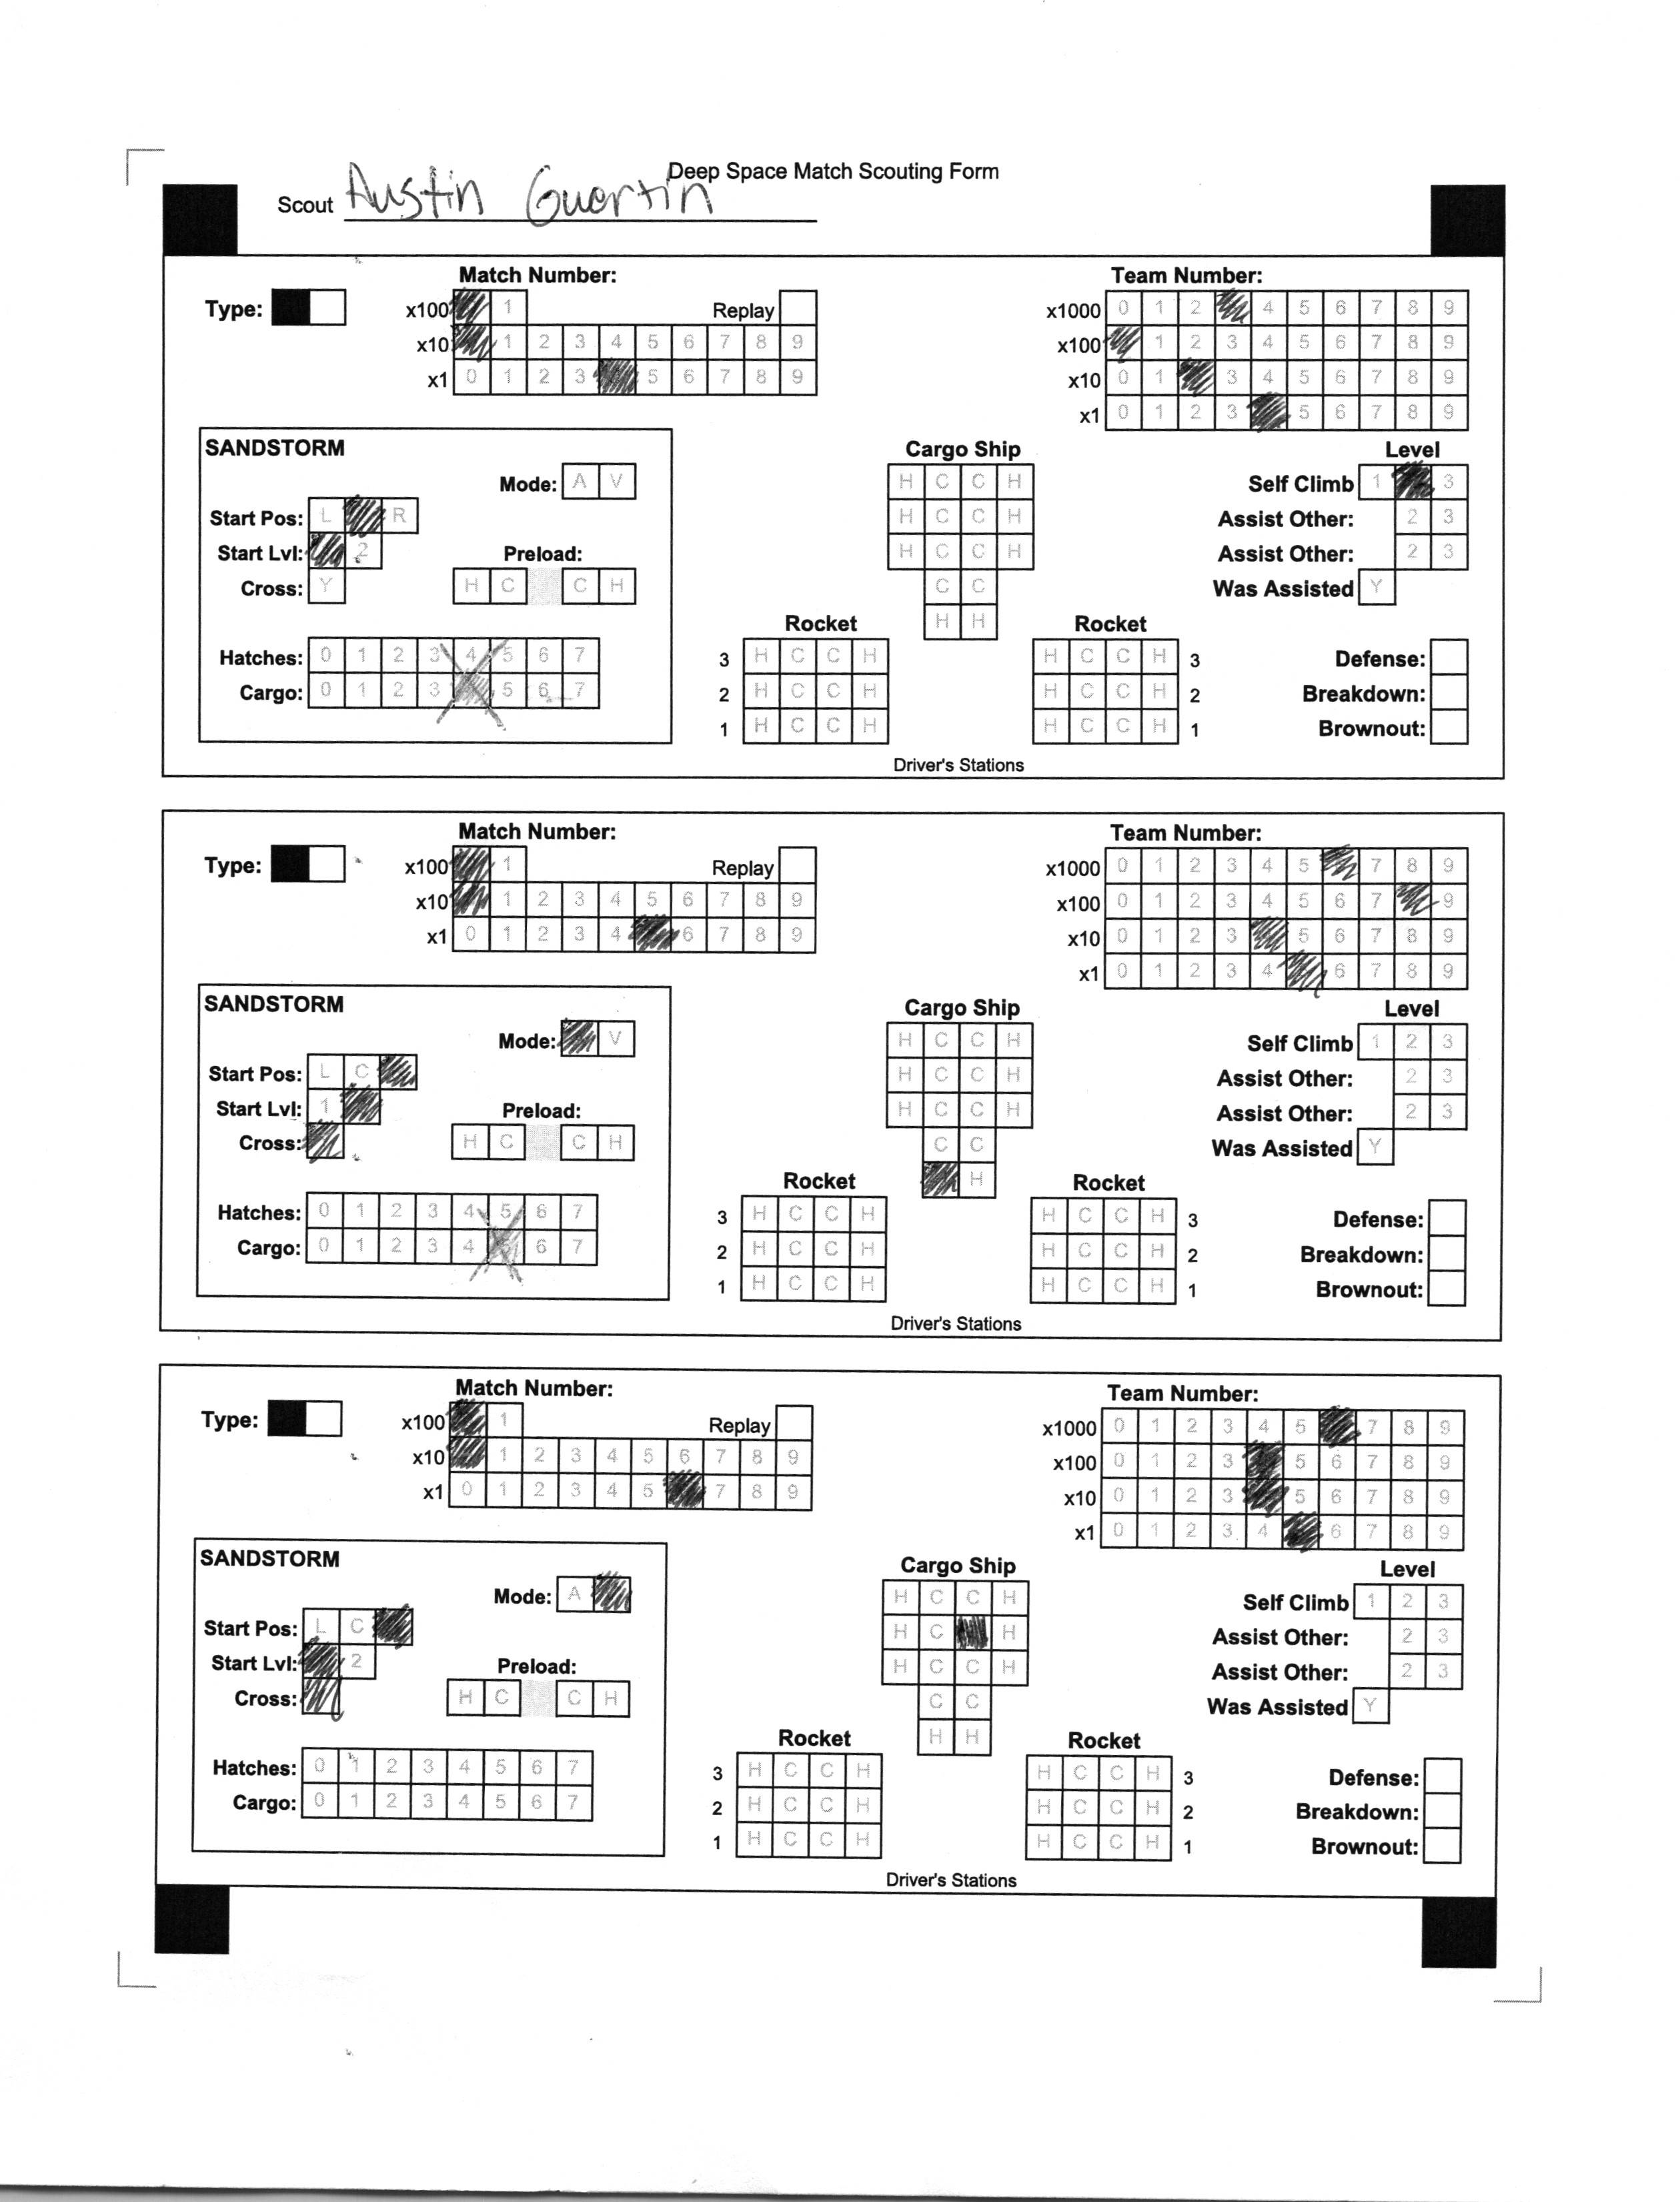 Deep Space Match Scouting Form
Scout Austin Guertin
Match Number: Team Number:
Type: x100 1 Replay x1000 0 1 2 4 5 6 7 8 9
x10 1 2 3 4 5 6 7 8 9 x100 1 2 3 4 5 6 7 8 9
x1 0 1 2 3 5 6 7 8 9 x10 0 1 3 4 5 6 7 8 9
x1 0 1 2 3 5 6 7 8 9
SANDSTORM Cargo Ship Level
Mode: A V H C C H Self Climb 1 3
Start Pos: L R H C C H Assist Other: 2 3
Start Lvl: 2 Preload: H C C H Assist Other: 2 3
Cross: Y H C C H C C Was Assisted Y
Rocket H H Rocket
Hatches: 0 1 2 3 4 5 6 7 3 H C C H H C C H 3 Defense:
Cargo: 0 1 2 3 5 6 7 2 H C C H H C C H 2 Breakdown:
1 H C C H H C C H 1 Brownout:
Driver's Stations
Match Number: Team Number:
Type: x100 1 Replay x1000 0 1 2 3 4 5 7 8 9
x10 1 2 3 4 5 6 7 8 9 x100 0 1 2 3 4 5 6 7 9
x1 0 1 2 3 4 6 7 8 9 x10 0 1 2 3 5 6 7 8 9
x1 0 1 2 3 4 6 7 8 9
SANDSTORM Cargo Ship Level
Mode: V H C C H Self Climb 1 2 3
Start Pos: L C H C C H Assist Other: 2 3
Start Lvl: 1 Preload: H C C H Assist Other: 2 3
Cross: H C C H C C Was Assisted Y
Rocket H Rocket
Hatches: 0 1 2 3 4 5 6 7 3 H C C H H C C H 3 Defense:
Cargo: 0 1 2 3 4 6 7 2 H C C H H C C H 2 Breakdown:
1 H C C H H C C H 1 Brownout:
Driver's Stations
Match Number: Team Number:
Type: x100 1 Replay x1000 0 1 2 3 4 5 7 8 9
x10 1 2 3 4 5 6 7 8 9 x100 0 1 2 3 5 6 7 8 9
x1 0 1 2 3 4 5 7 8 9 x10 0 1 2 3 5 6 7 8 9
x1 0 1 2 3 4 6 7 8 9
SANDSTORM Cargo Ship Level
Mode: A H C C H Self Climb 1 2 3
Start Pos: L C H C H Assist Other: 2 3
Start Lvl: 2 Preload: H C C H Assist Other: 2 3
Cross: H C C H C C Was Assisted Y
Rocket H H Rocket
Hatches: 0 1 2 3 4 5 6 7 3 H C C H H C C H 3 Defense:
Cargo: 0 1 2 3 4 5 6 7 2 H C C H H C C H 2 Breakdown:
1 H C C H H C C H 1 Brownout:
Driver's Stations